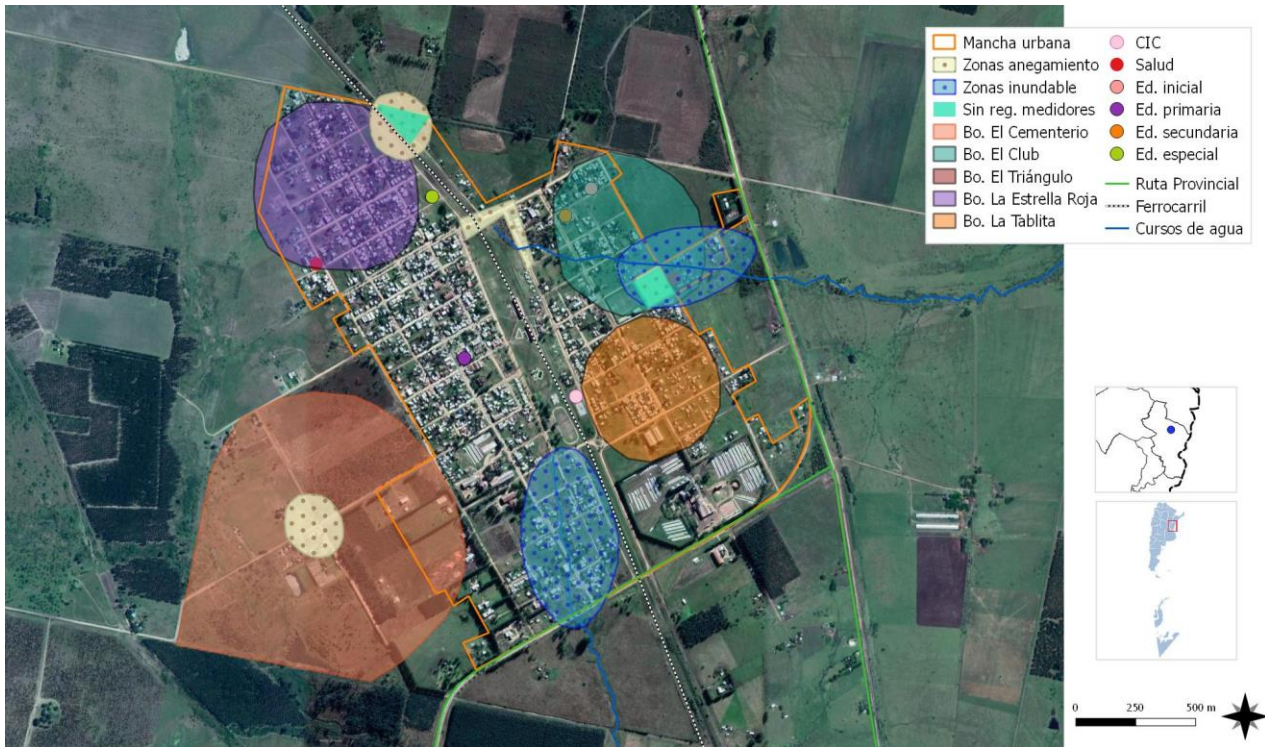 Mancha urbana
Zonas anegamiento
Zonas inundable
Sin reg. medidores
Bo. El Cementerio
Bo. El Club
Bo. El Triángulo
Bo. La Estrella Roja
Bo. La Tablita
CIC
Salud
Ed. inicial
Ed. primaria
Ed. secundaria
Ed. especial
Ruta Provincial
Ferrocarril
Cursos de agua
0 250 500 m